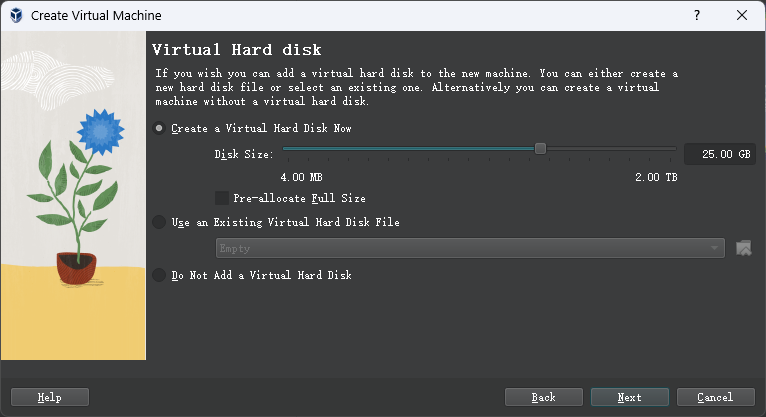 Create Virtual Machine
?
Virtual Hard disk
If you wish you can add a virtual hard disk to the new machine. You can either create a
new hard disk file or select an existing one. Alternatively you can create a virtual
machine without a virtual hard disk.
Create a Virtual Hard Disk Now
Disk Size:
25.00 GB
4.00 MB
2.00 TB
Pre-allocate Full Size
Use an Existing Virtual Hard Disk File
Empty
Do Not Add a Virtual Hard Disk
Help
Back
Next
Cancel